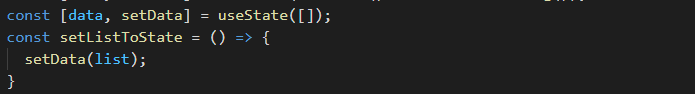 const [data, setData] = useState([]);
const setListToState = () => {
  setData(list);
}